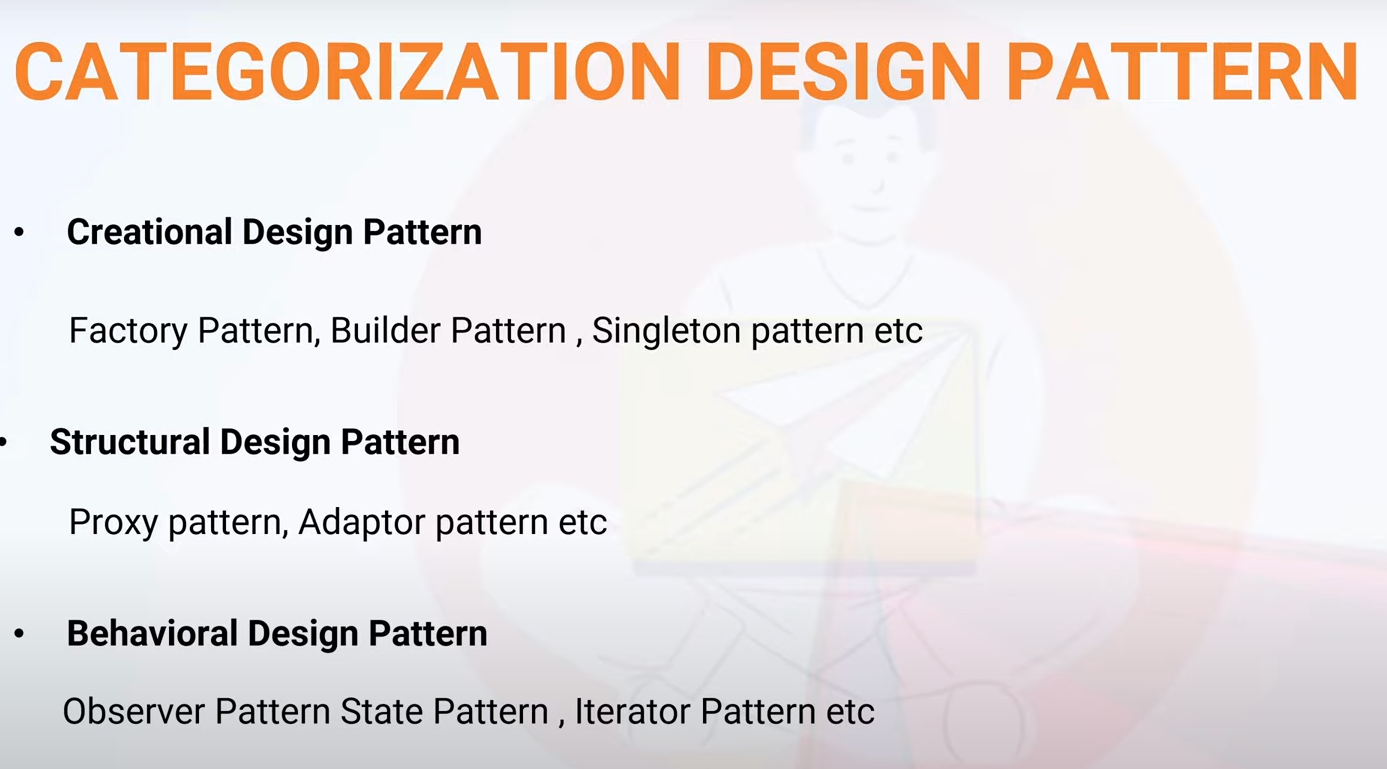 CATEGORIZATION DESIGN PATTERN
• Creational Design Pattern
Factory Pattern, Builder Pattern , Singleton pattern etc
• Structural Design Pattern
Proxy pattern, Adaptor pattern etc
• Behavioral Design Pattern
Observer Pattern State Pattern , Iterator Pattern etc